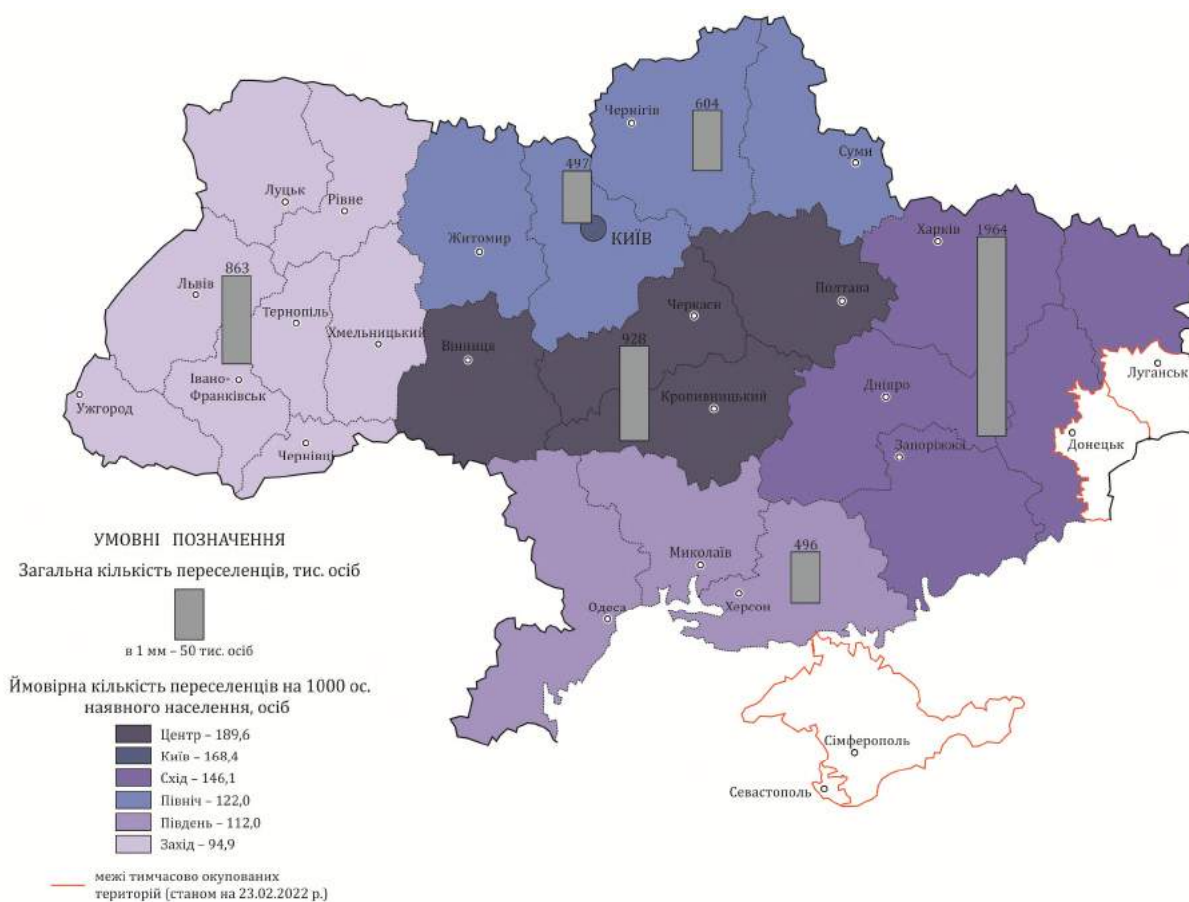 Чернігів
604
Суми
497
КИЇВ
Житомир
Луцьк
Рівне
863
Львів
Тернопіль
Хмельницький
Івано-
Франківськ
Ужгород
Чернівці
Вінниця
Черкаси
928
Кропивницький
Полтава
Харків
1964
Дніпро
Запоріжжя
Луганськ
Донецьк
496
Миколаїв
Херсон
Одеса
Сімферополь
Севастополь
УМОВНІ ПОЗНАЧЕННЯ
Загальна кількість переселенців, тис. осіб
в 1 мм – 50 тис. осіб
Ймовірна кількість переселенців на 1000 ос.
наявного населення, осіб
Центр – 189,6
Київ – 168,4
Схід – 146,1
Північ – 122,0
Південь – 112,0
Захід – 94,9
межі тимчасово окупованих
територій (станом на 23.02.2022 р.)